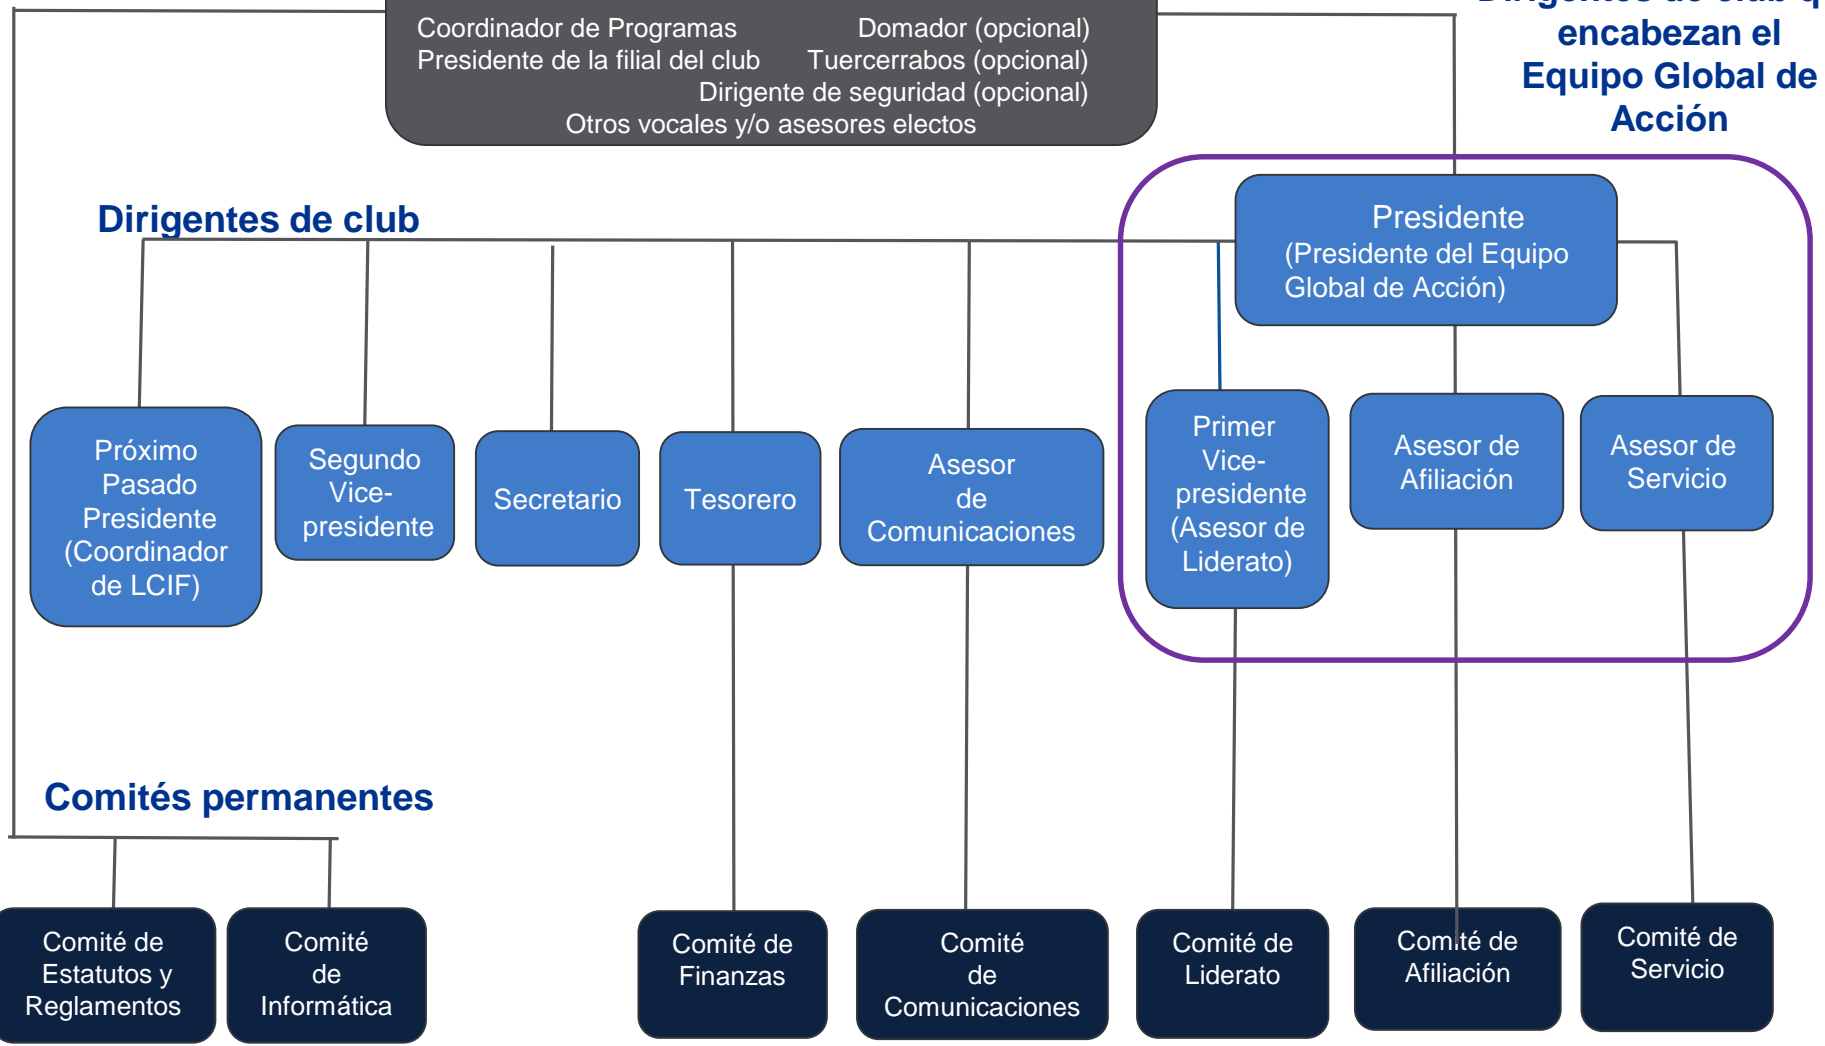 Coordinador de Programas Domador (opcional)
Presidente de la filial del club Tuercerrabos (opcional)
Dirigente de seguridad (opcional)
Otros vocales y/o asesores electos
Dirigentes de club
encabezan el
Equipo Global de
Acción
Dirigentes de club
Presidente
(Presidente del Equipo
Global de Acción)
Próximo
Pasado
Presidente
(Coordinador
de LCIF)
Segundo
Vice-
presidente
Secretario
Tesorero
Asesor
de
Comunicaciones
Primer
Vice-
presidente
(Asesor de
Liderato)
Asesor de
Afiliación
Asesor de
Servicio
Comités permanentes
Comité de
Estatutos y
Reglamentos
Comité
de
Informática
Comité de
Finanzas
Comité
de
Comunicaciones
Comité de
Liderato
Comité de
Afiliación
Comité de
Servicio